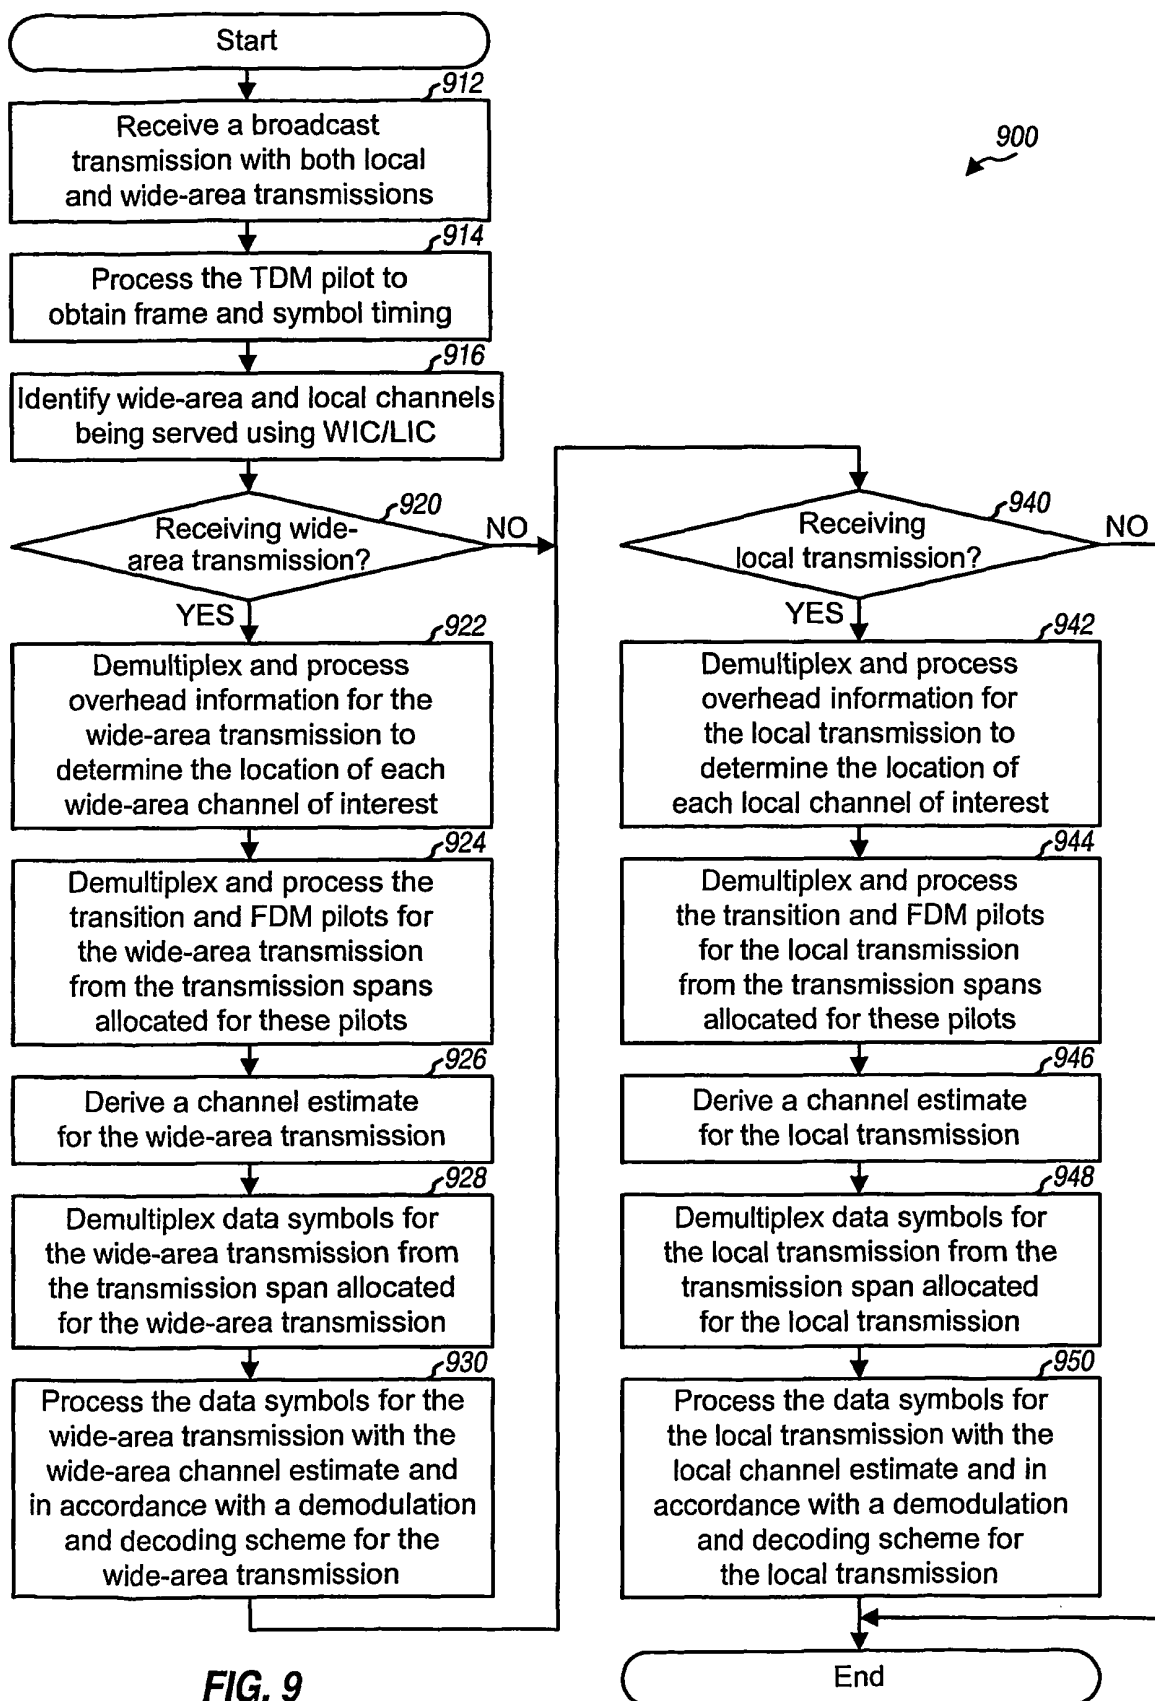 Start
912
Receive a broadcast
transmission with both local
and wide-area transmissions
914
Process the TDM pilot to
obtain frame and symbol timing
916
Identify wide-area and local channels
being served using WIC/LIC
920
Receiving wide-
area transmission?
NO
YES
922
Demultiplex and process
overhead information for the
wide-area transmission to
determine the location of each
wide-area channel of interest
924
Demultiplex and process the
transition and FDM pilots for
the wide-area transmission
from the transmission spans
allocated for these pilots
926
Derive a channel estimate
for the wide-area transmission
928
Demultiplex data symbols for
the wide-area transmission from
the transmission span allocated
for the wide-area transmission
930
Process the data symbols for the
wide-area transmission with the
wide-area channel estimate and
in accordance with a demodulation
and decoding scheme for the
wide-area transmission
900
940
Receiving
local transmission?
NO
YES
942
Demultiplex and process
overhead information for
the local transmission to
determine the location of
each local channel of interest
944
Demultiplex and process
the transition and FDM pilots
for the local transmission
from the transmission spans
allocated for these pilots
946
Derive a channel estimate
for the local transmission
948
Demultiplex data symbols for
the local transmission from the
transmission span allocated
for the local transmission
950
Process the data symbols for
the local transmission with the
local channel estimate and in
accordance with a demodulation
and decoding scheme for
the local transmission
End
FIG. 9